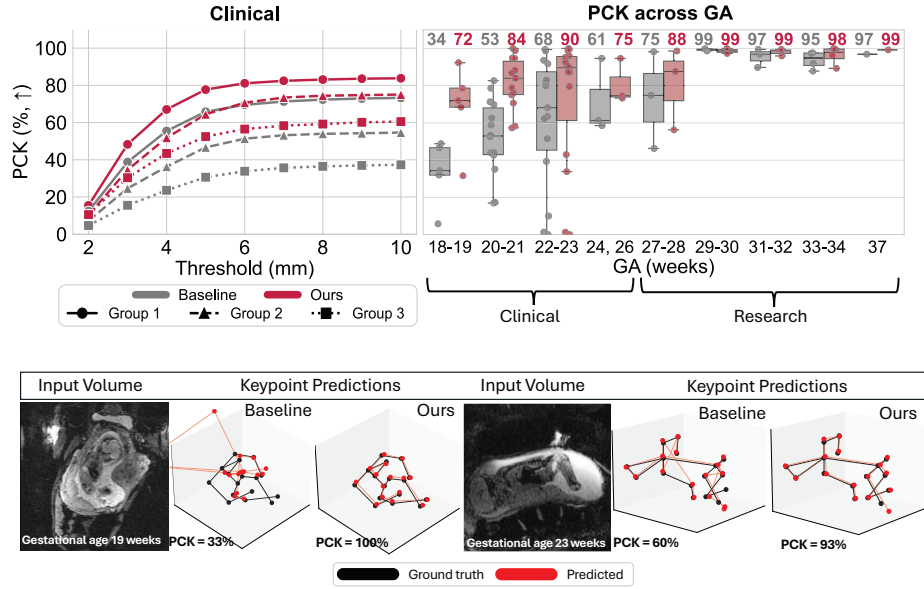 Clinical
PCK (%, ↑)
100
80
60
40
20
0
2 4 6 8 10
Threshold (mm)
Baseline Ours
Group 1 Group 2 Group 3
PCK across GA
34 72 53 84 68 90 61 75 75 88 99 99 97 99 95 98 97 99
18-19 20-21 22-23 24, 26 27-28 29-30 31-32 33-34 37
GA (weeks)
Clinical Research
Input Volume Keypoint Predictions Input Volume Keypoint Predictions
Baseline Ours Baseline Ours
Gestational age 19 weeks PCK = 33% PCK = 100% Gestational age 23 weeks PCK = 60% PCK = 93%
Ground truth Predicted